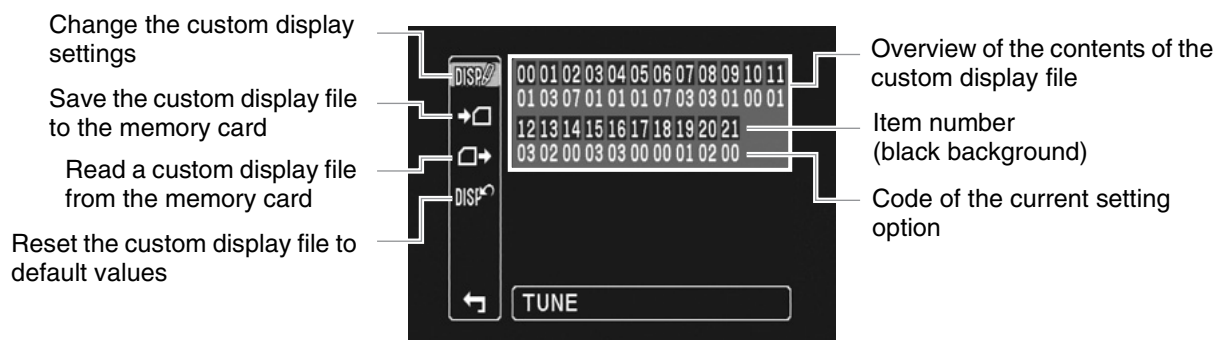 Change the custom display
settings
Save the custom display file
to the memory card
Read a custom display file
from the memory card
Reset the custom display file to
default values
DISP
00 01 02 03 04 05 06 07 08 09 10 11
01 03 07 01 01 01 07 03 03 01 00 01
12 13 14 15 16 17 18 19 20 21
03 02 00 03 03 00 00 01 02 00
DISP
TUNE
Overview of the contents of the
custom display file
Item number
(black background)
Code of the current setting
option